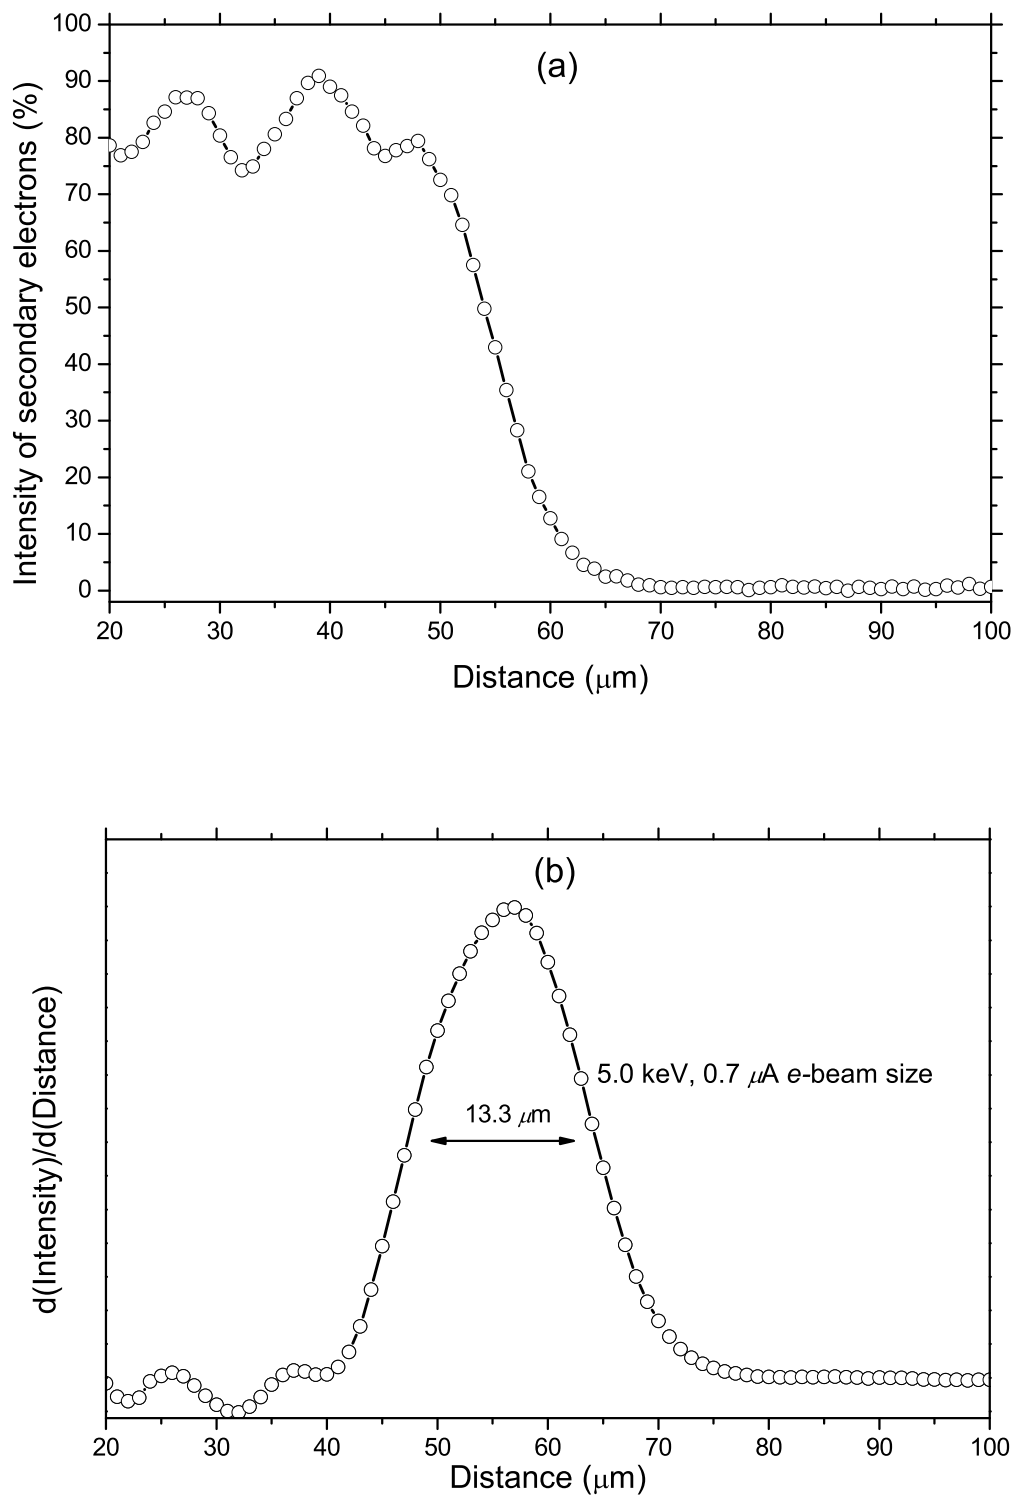 (a)
Intensity of secondary electrons (%)
100
90
80
70
60
50
40
30
20
10
0
20 30 40 50 60 70 80 90 100
Distance (μm)
(b)
d(Intensity)/d(Distance)
5.0 keV, 0.7 μA e-beam size
13.3 μm
20 30 40 50 60 70 80 90 100
Distance (μm)